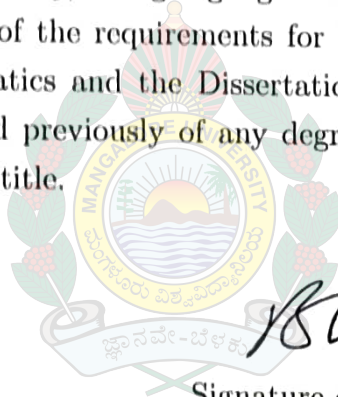 of the requirements for
atics and the Dissertatio
l previously of any degr
title.
MANGALORE UNIVERSITY
ಮಂಗಳೂರು ವಿಶ್ವವಿದ್ಯಾನಿಲಯ
ಜ್ಞಾನವೇ-ಬೆಳಕು
Signature